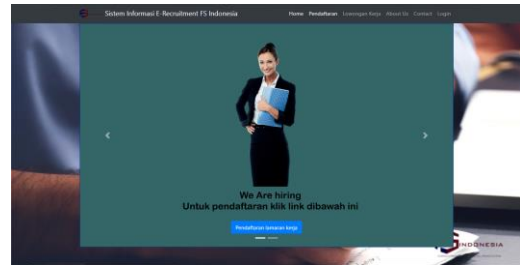 Sistem Informasi E-Recruitment FS Indonesia
Home Pendaftaran Lowongan Kerja About Us Contact Login
We Are hiring
Untuk pendaftaran klik link dibawah ini
Pendaftaran lamaran kerja
INDONESIA